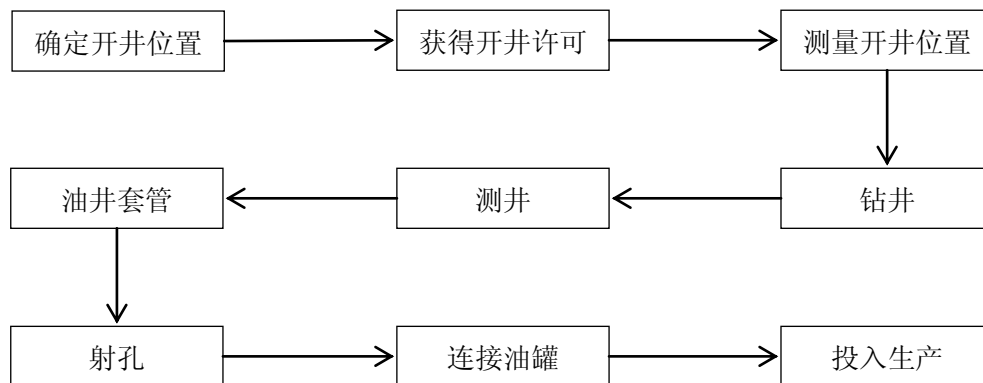 确定开井位置
获得开井许可
测量开井位置
钻井
测井
油井套管
射孔
连接油罐
投入生产